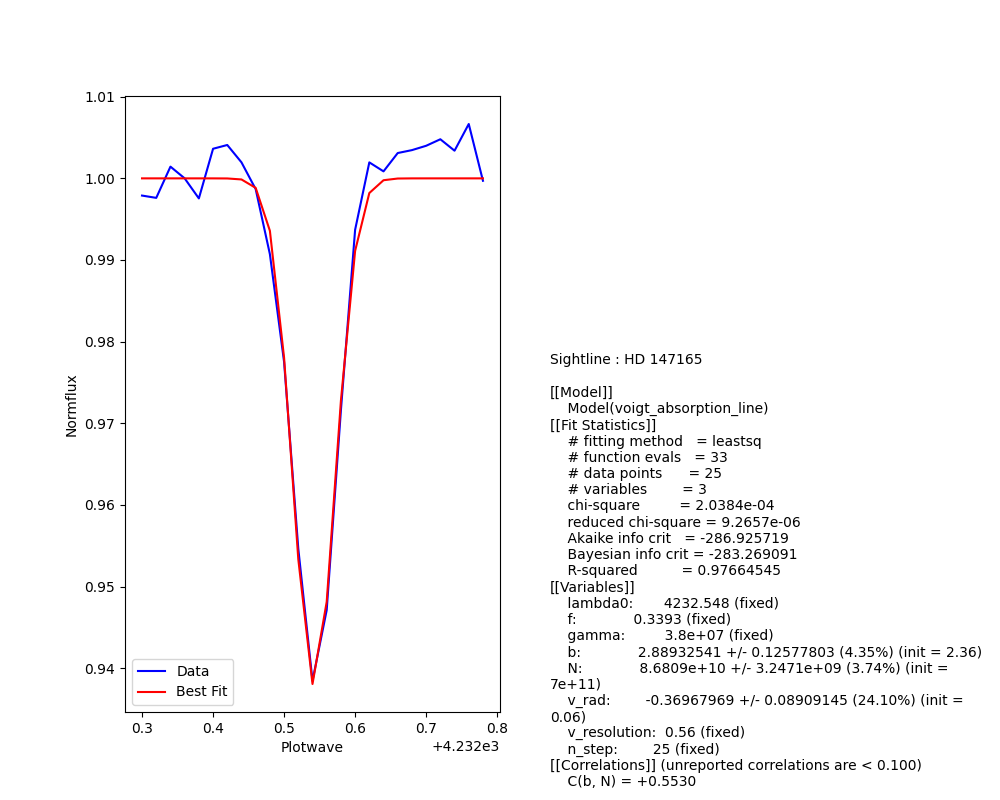 1.01
1.00
0.99
0.98
0.97
0.96
0.95
0.94
Normflux
Data
Best Fit
0.3 0.4 0.5 0.6 0.7 0.8
Plotwave
+4.232e3
Sightline : HD 147165
[[Model]]
Model(voigt_absorption_line)
[[Fit Statistics]]
# fitting method = leastsq
# function evals = 33
# data points = 25
# variables = 3
chi-square = 2.0384e-04
reduced chi-square = 9.2657e-06
Akaike info crit = -286.925719
Bayesian info crit = -283.269091
R-squared = 0.97664545
[[Variables]]
lambda0: 4232.548 (fixed)
f: 0.3393 (fixed)
gamma: 3.8e+07 (fixed)
b: 2.88932541 +/- 0.12577803 (4.35%) (init = 2.36)
N: 8.6809e+10 +/- 3.2471e+09 (3.74%) (init =
7e+11)
v_rad: -0.36967969 +/- 0.08909145 (24.10%) (init =
0.06)
v_resolution: 0.56 (fixed)
n_step: 25 (fixed)
[[Correlations]] (unreported correlations are < 0.100)
C(b, N) = +0.5530